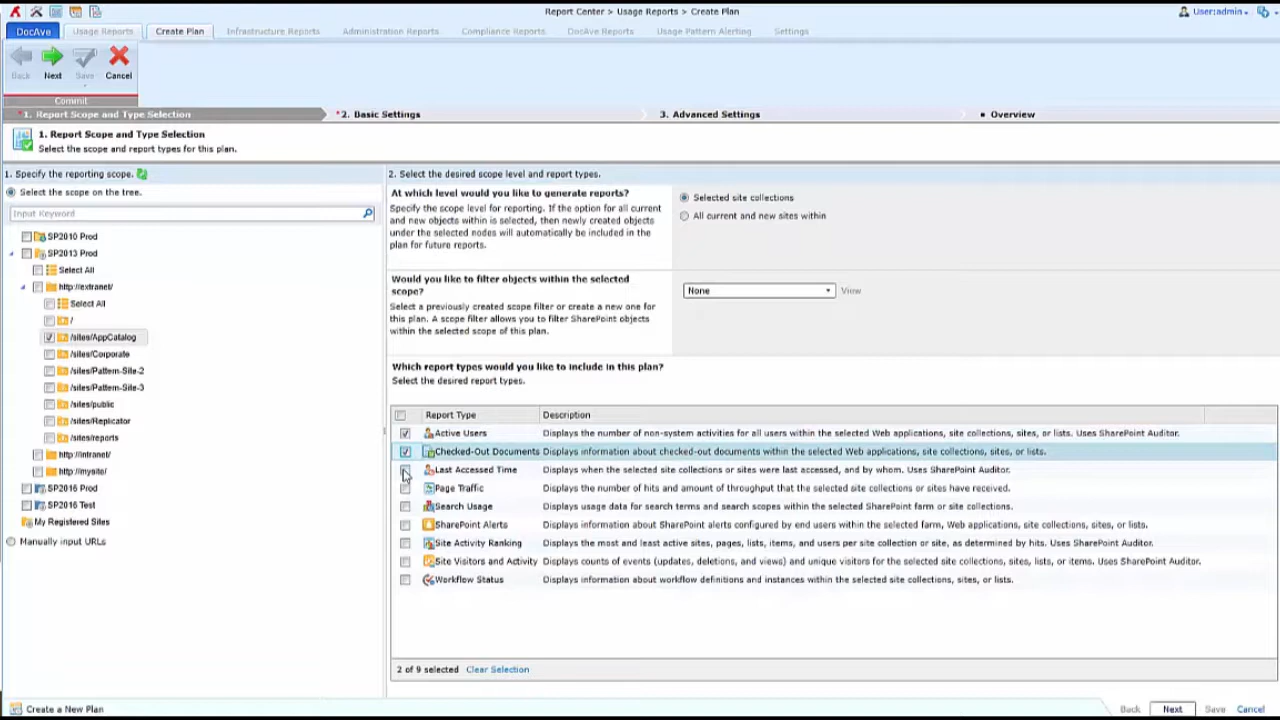 Report Center > Usage Reports > Create Plan
User:admin
DocAve
Usage Reports
Create Plan
Infrastructure Reports
Administration Reports
Compliance Reports
DocAve Reports
Usage Pattern Alerting
Settings
Back
Next
Save
Cancel
Commit
*1. Report Scope and Type Selection
*2. Basic Settings
3. Advanced Settings
Overview
1. Report Scope and Type Selection
Select the scope and report types for this plan.
1. Specify the reporting scope.
Select the scope on the tree.
Input Keyword
SP2010 Prod
SP2013 Prod
Select All
http://extranet/
Select All
/
/sites/AppCatalog
/sites/Corporate
/sites/Pattern-Site-2
/sites/Pattern-Site-3
/sites/public
/sites/Replicator
/sites/reports
http://intranet/
http://mysite/
SP2016 Prod
SP2016 Test
My Registered Sites
Manually input URLs
2. Select the desired scope level and report types.
At which level would you like to generate reports?
Specify the scope level for reporting. If the option for all current
and new objects within is selected, then newly created objects
under the selected nodes will automatically be included in the
plan for future reports.
Selected site collections
All current and new sites within
Would you like to filter objects within the selected
scope?
Select a previously created scope filter or create a new one for
this plan. A scope filter allows you to filter SharePoint objects
within the selected scope of this plan.
None
View
Which report types would you like to include in this plan?
Select the desired report types.
Report Type Description
Active Users Displays the number of non-system activities for all users within the selected Web applications, site collections, sites, or lists. Uses SharePoint Auditor.
Checked-Out Documents Displays information about checked-out documents within the selected Web applications, site collections, sites, or lists.
Last Accessed Time Displays when the selected site collections or sites were last accessed, and by whom. Uses SharePoint Auditor.
Page Traffic Displays the number of hits and amount of throughput that the selected site collections or sites have received.
Search Usage Displays usage data for search terms and search scopes within the selected SharePoint farm or site collections.
SharePoint Alerts Displays information about SharePoint alerts configured by end users within the selected farm, Web applications, site collections, sites, or lists.
Site Activity Ranking Displays the most and least active sites, pages, lists, items, and users per site collection or site, as determined by hits. Uses SharePoint Auditor.
Site Visitors and Activity Displays counts of events (updates, deletions, and views) and unique visitors for the selected site collections, sites, lists, or items. Uses SharePoint Auditor.
Workflow Status Displays information about workflow definitions and instances within the selected site collections, sites, or lists.
2 of 9 selected Clear Selection
Create a New Plan
Back
Next
Save
Cancel